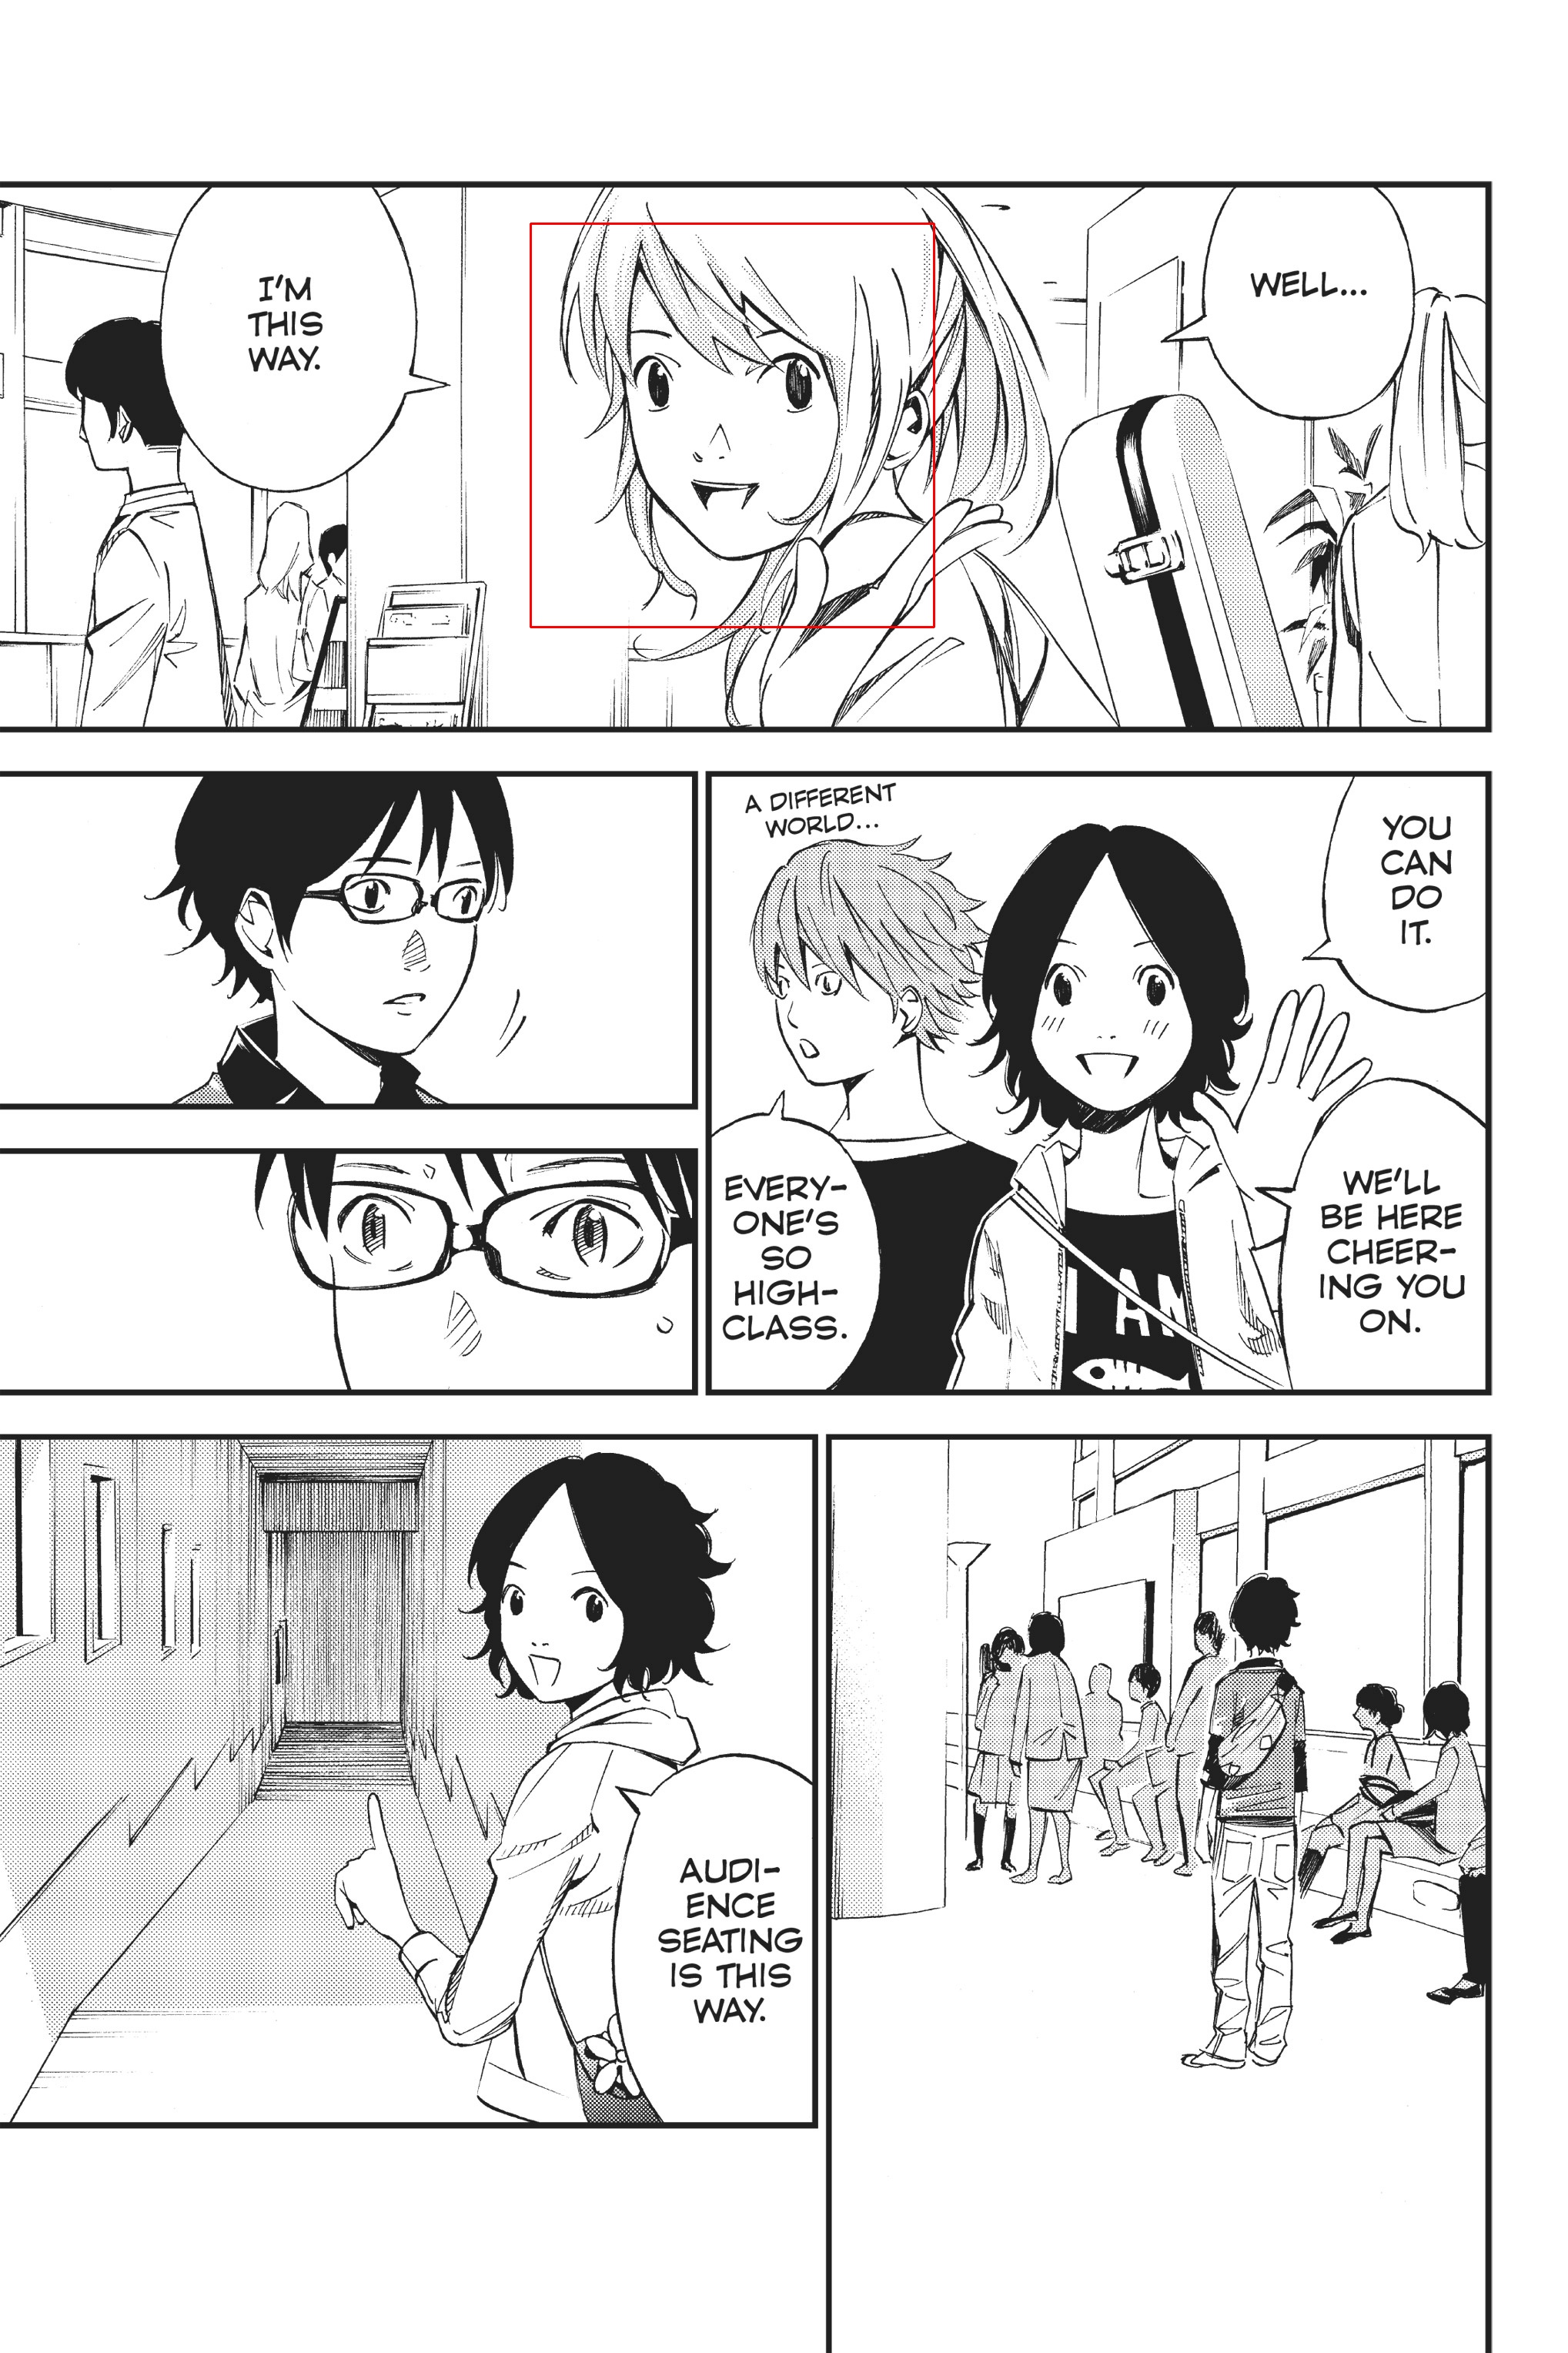 WELL...
I'M
THIS
WAY.
YOU
CAN
DO
IT.
A DIFFERENT
WORLD...
WE'LL
BE HERE
CHEER-
ING YOU
ON.
EVERY-
ONE'S
SO
HIGH-
CLASS.
I AM
AUDI-
ENCE
SEATING
IS THIS
WAY.